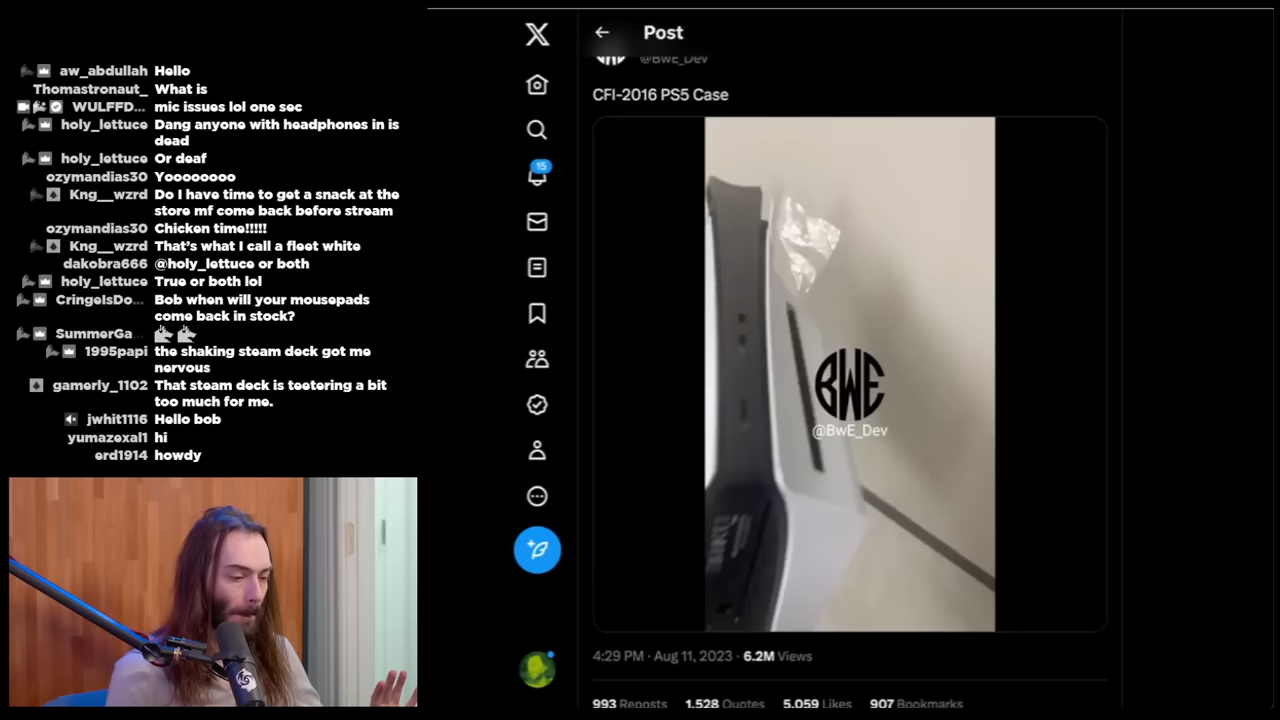 aw_abdullah Hello
Thomastronaut_ What is
WULFFD... mic issues lol one sec
holy_lettuce Dang anyone with headphones in is
dead
holy_lettuce Or deaf
ozymandias30 Yoooooooo
Kng__wzrd Do I have time to get a snack at the
store mf come back before stream
ozymandias30 Chicken time!!!!!
Kng__wzrd That's what I call a fleet white
dakobra666 @holy_lettuce or both
holy_lettuce True or both lol
CringeIsDo... Bob when will your mousepads
come back in stock?
SummerGa...
1995papi the shaking steam deck got me
nervous
gamerly_1102 That steam deck is teetering a bit
too much for me.
jwhit1116 Hello bob
yumazexal1 hi
erd1914 howdy
15
Post
@BwE_Dev
CFI-2016 PS5 Case
BWE
@BwE_Dev
4:29 PM · Aug 11, 2023 · 6.2M Views
993 Reposts 1,528 Quotes 5,059 Likes 907 Bookmarks